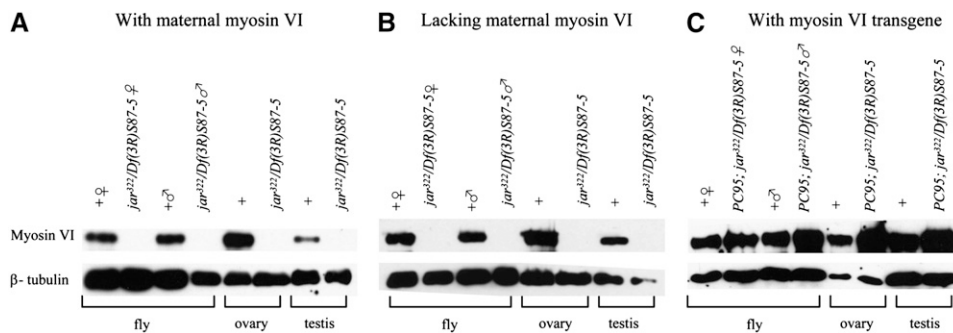 A
With maternal myosin VI
+♀
jar³²²/Df(3R)S87-5 ♀
+♂
jar³²²/Df(3R)S87-5♂
+
jar³²²/Df(3R)S87-5
+
jar³²²/Df(3R)S87-5
B
Lacking maternal myosin VI
+♀
jar³²²/Df(3R)S87-5♀
+♂
jar³²²/Df(3R)S87-5♂
+
jar³²²/Df(3R)S87-5
+
jar³²²/Df(3R)S87-5
C
With myosin VI transgene
+♀
PC95; jar³²²/Df(3R)S87-5 ♀
+♂
PC95; jar³²²/Df(3R)S87-5♂
+
PC95; jar³²²/Df(3R)S87-5
+
PC95; jar³²²/Df(3R)S87-5
Myosin VI
β- tubulin
fly ovary testis
fly ovary testis
fly ovary testis